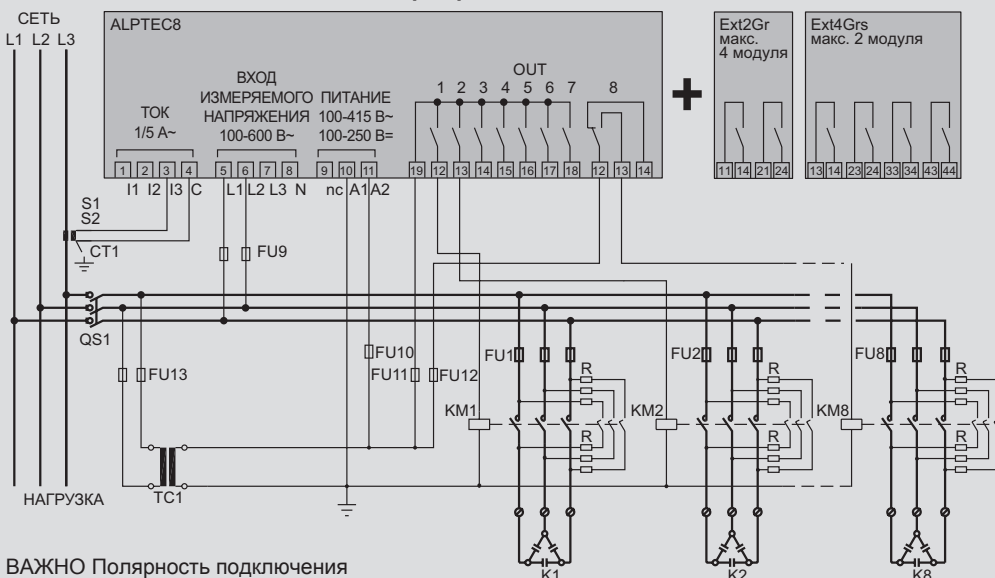 СЕТЬ
L1 L2 L3
ALPTEC8
ТОК
1/5 А~
ВХОД
ИЗМЕРЯЕМОГО
НАПРЯЖЕНИЯ
100-600 В~
ПИТАНИЕ
100-415 В~
100-250 В=
OUT
1 2 3 4 5 6 7 8
Ext2Gr
макс.
4 модуля
Ext4Grs
макс. 2 модуля
1 2 3 4 5 6 7 8 9 10 11 19 12 13 14 15 16 17 18 12 13 14
11 14 21 24
13 14 23 24 33 34 43 44
I1 I2 I3 C L1 L2 L3 N nc A1 A2
S1
S2
CT1
FU9
QS1
FU13
FU10
FU11
FU12
FU1
FU2
FU8
R
R
R
KM1
KM2
KM8
R
R
R
НАГРУЗКА
TC1
K1
K2
K8
ВАЖНО Полярность подключения